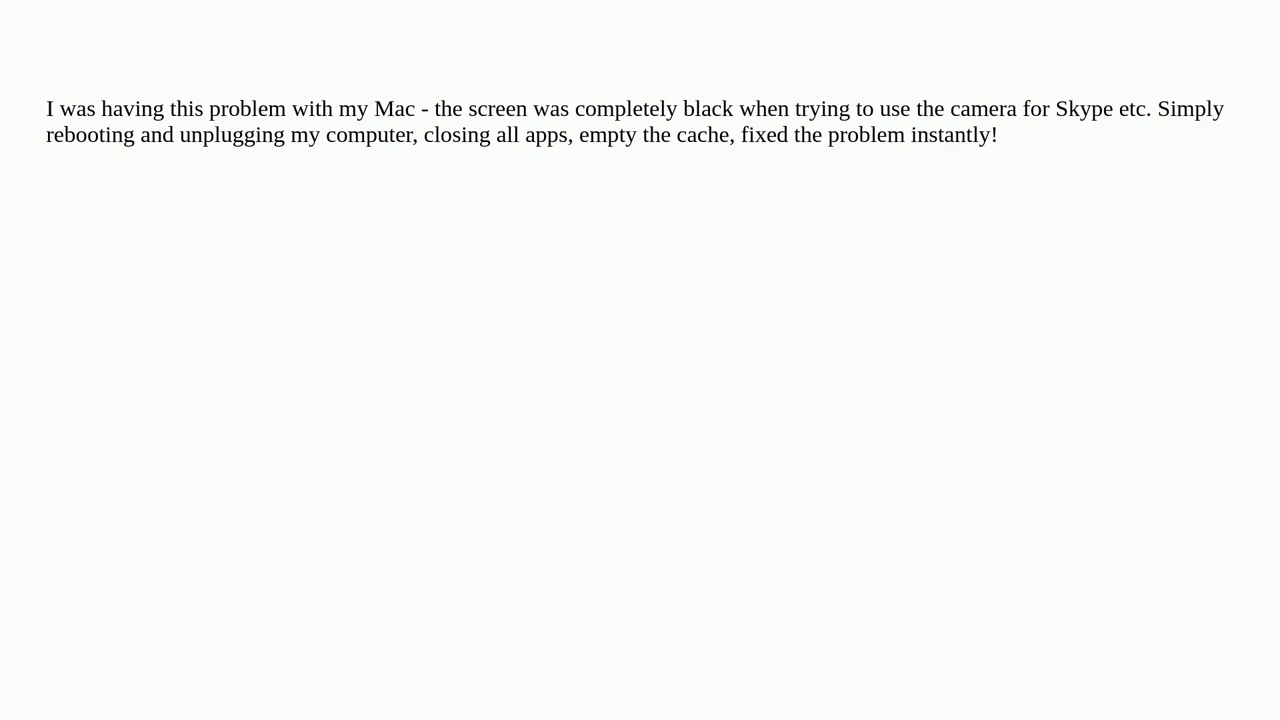 I was having this problem with my Mac - the screen was completely black when trying to use the camera for Skype etc. Simply
rebooting and unplugging my computer, closing all apps, empty the cache, fixed the problem instantly!